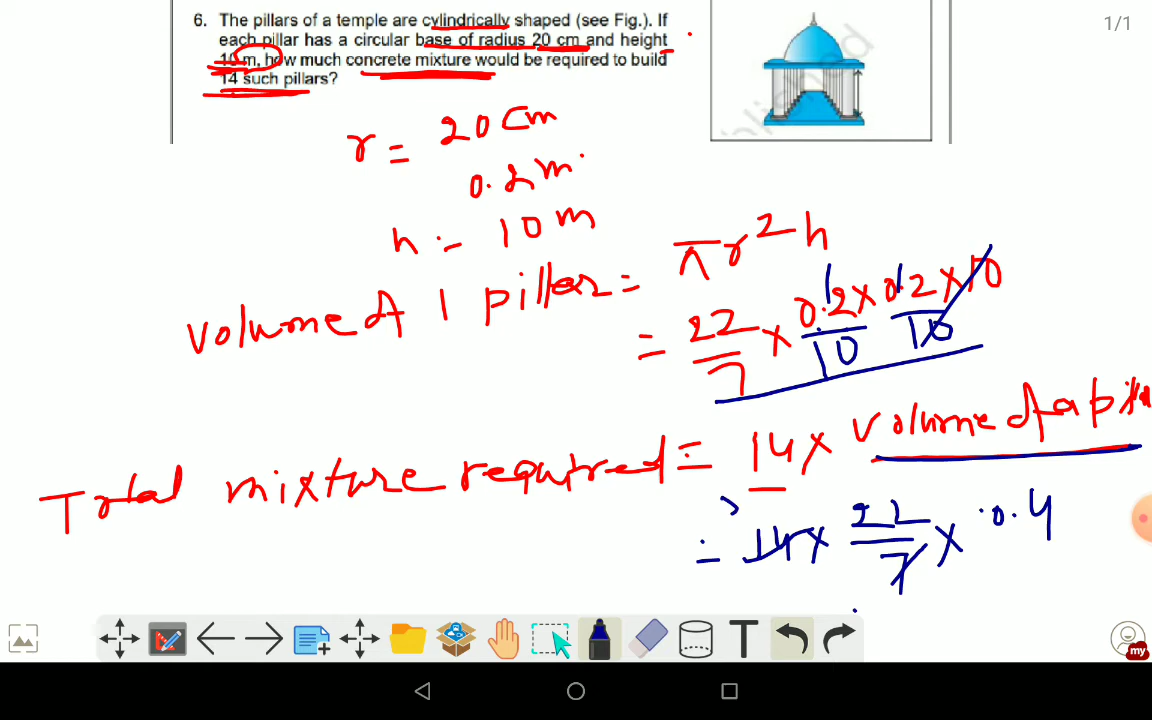 6. The pillars of a temple are cylindrically shaped (see Fig.). If
each pillar has a circular base of radius 20 cm and height
10 m, how much concrete mixture would be required to build
14 such pillars?
1/1
r = 20 cm
0.2 m
h = 10 m
Volume of 1 pillar = πr²h
= 22/7 × 0.2/10 × 0.2/10 × 10
Total mixture required = 14 × volume of a
= 14 × 22/7 × 0.4
T
my